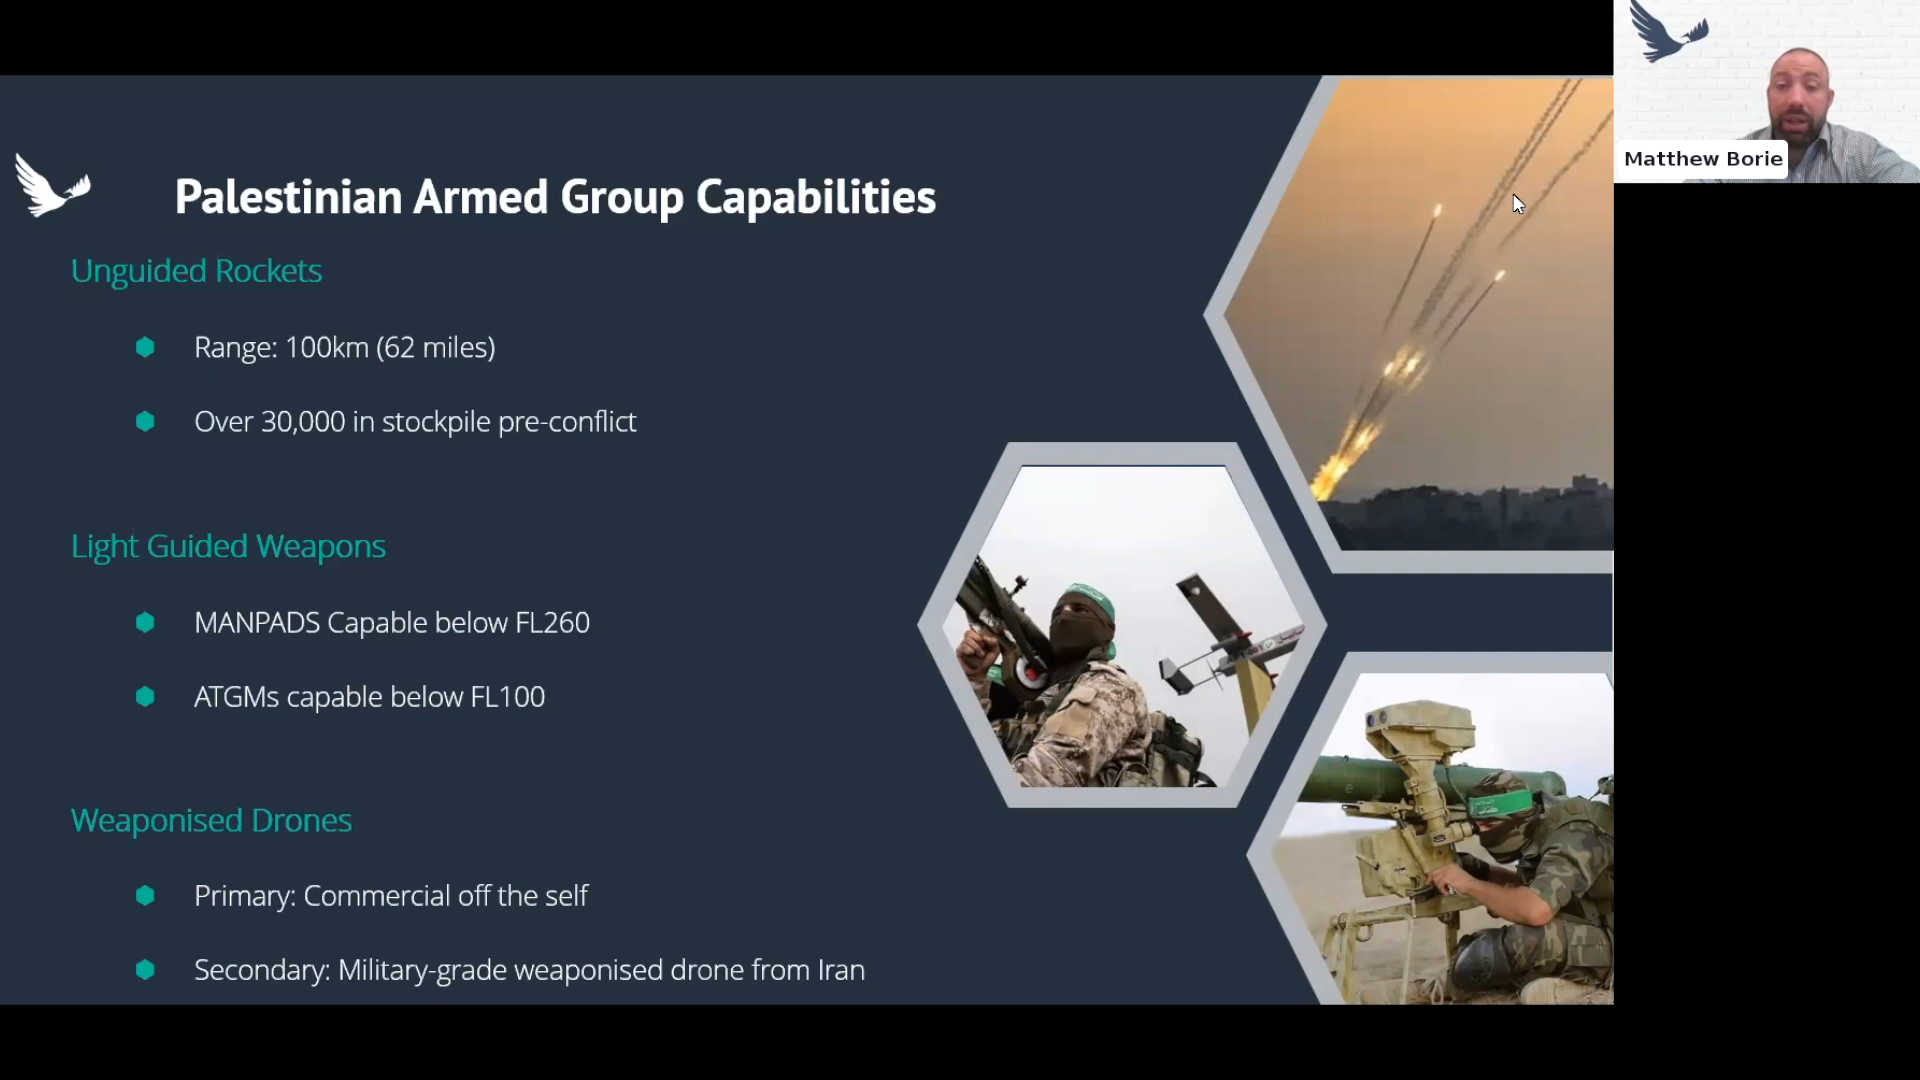 Matthew Borie
Palestinian Armed Group Capabilities
Unguided Rockets
Range: 100km (62 miles)
Over 30,000 in stockpile pre-conflict
Light Guided Weapons
MANPADS Capable below FL260
ATGMs capable below FL100
Weaponised Drones
Primary: Commercial off the self
Secondary: Military-grade weaponised drone from Iran